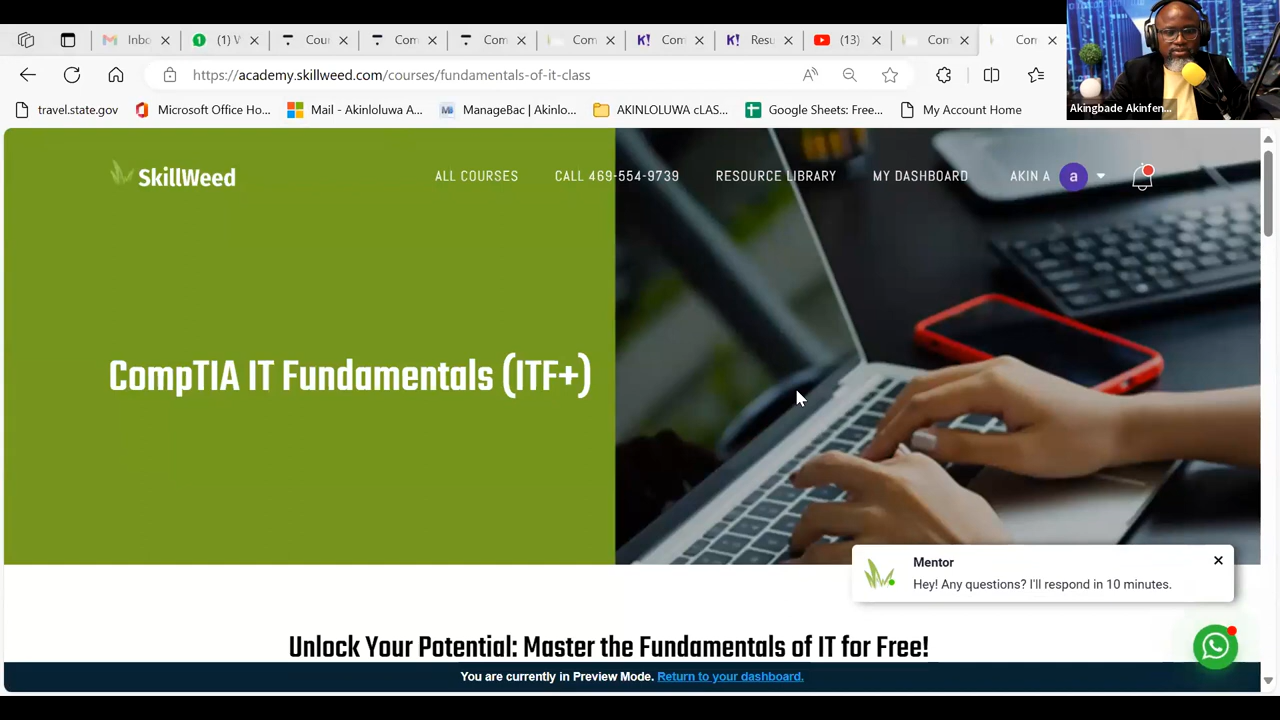 Inbo
(1) V
Cour
Com
Com
Com
Com
Resu
(13)
Com
Com
https://academy.skillweed.com/courses/fundamentals-of-it-class
Akingbade Akinfen...
travel.state.gov
Microsoft Office Ho...
Mail - Akinloluwa A...
ManageBac | Akinlo...
AKINLOLUWA cLAS...
Google Sheets Free...
My Account Home
SkillWeed
ALL COURSES
CALL 469-554-9739
RESOURCE LIBRARY
MY DASHBOARD
AKIN A
a
CompTIA IT Fundamentals (ITF+)
Mentor
Hey! Any questions? I'll respond in 10 minutes.
Unlock Your Potential: Master the Fundamentals of IT for Free!
You are currently in Preview Mode. Return to your dashboard.